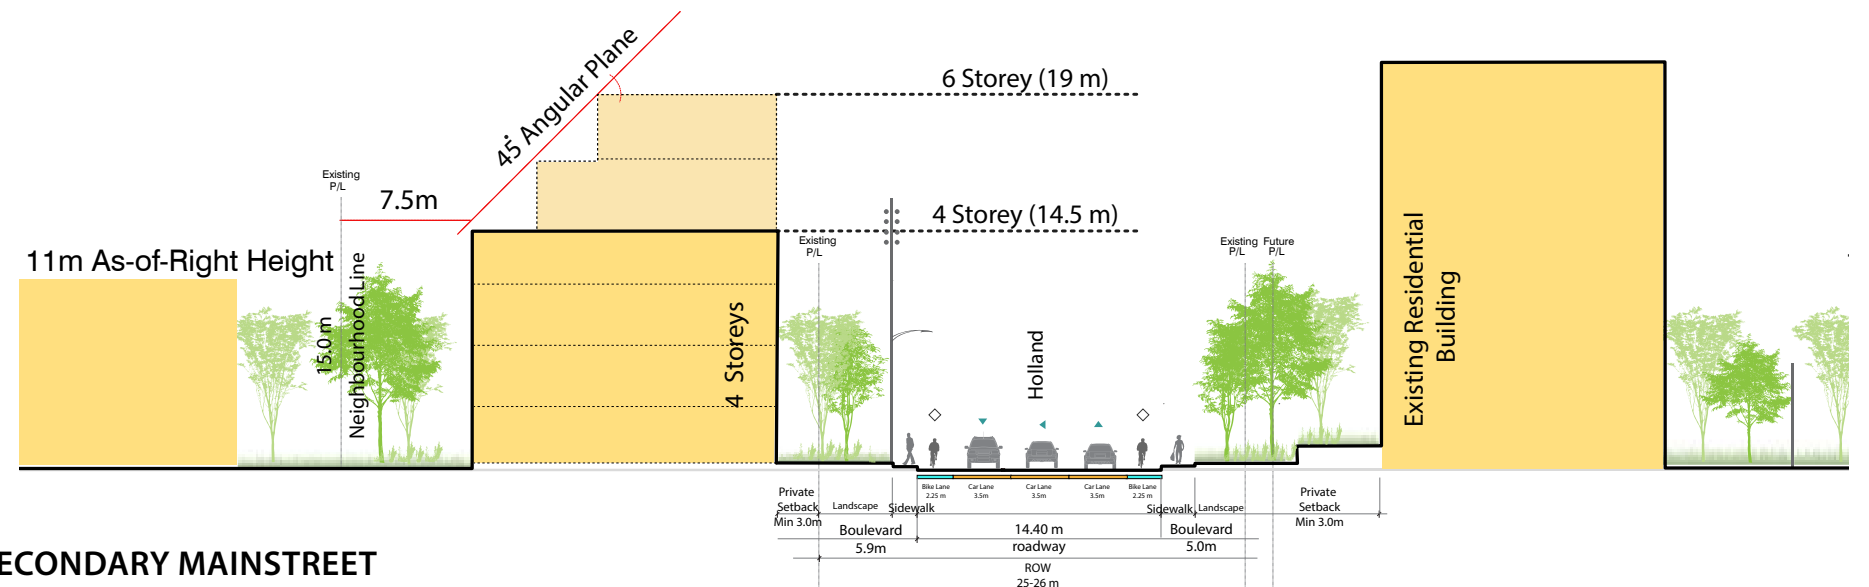 45° Angular Plane
6 Storey (19 m)
Existing
P/L
7.5m
4 Storey (14.5 m)
11m As-of-Right Height
15.0 m
Neighbourhood Line
4 Storeys
Existing
P/L
Holland
Existing
P/L
Future
P/L
Existing Residential
Building
Bike Lane
2.25 m
Car Lane
3.5m
Car Lane
3.5m
Car Lane
3.5m
Bike Lane
2.25 m
Private
Setback
Min 3.0m
Landscape
Sidewalk
Sidewalk
Landscape
Private
Setback
Min 3.0m
Boulevard
5.9m
14.40 m
roadway
Boulevard
5.0m
ROW
25-26 m
ECONDARY MAINSTREET